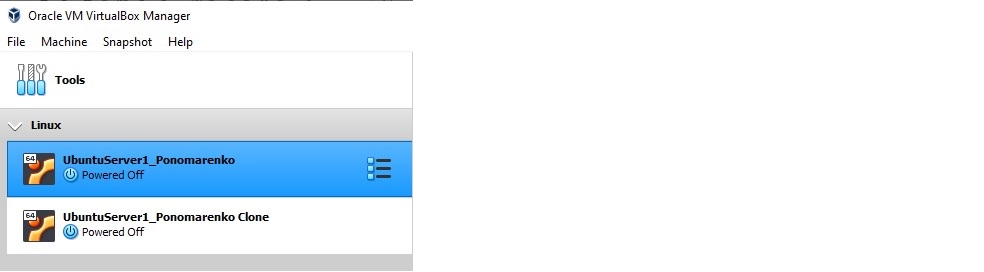 Oracle VM VirtualBox Manager
File Machine Snapshot Help
Tools
Linux
64
UbuntuServer1_Ponomarenko
Powered Off
64
UbuntuServer1_Ponomarenko Clone
Powered Off